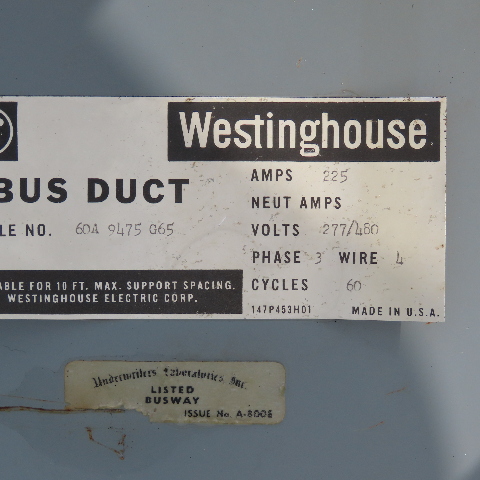 Westinghouse
BUS DUCT
LE NO. 60A 9475 G65
ABLE FOR 10 FT. MAX. SUPPORT SPACING.
WESTINGHOUSE ELECTRIC CORP.
AMPS 225
NEUT AMPS
VOLTS 277/480
PHASE 3 WIRE 4
CYCLES 60
147P453H01 MADE IN U.S.A.
Underwriters Laboratories, Inc.
LISTED
BUSWAY
ISSUE No. A-8008